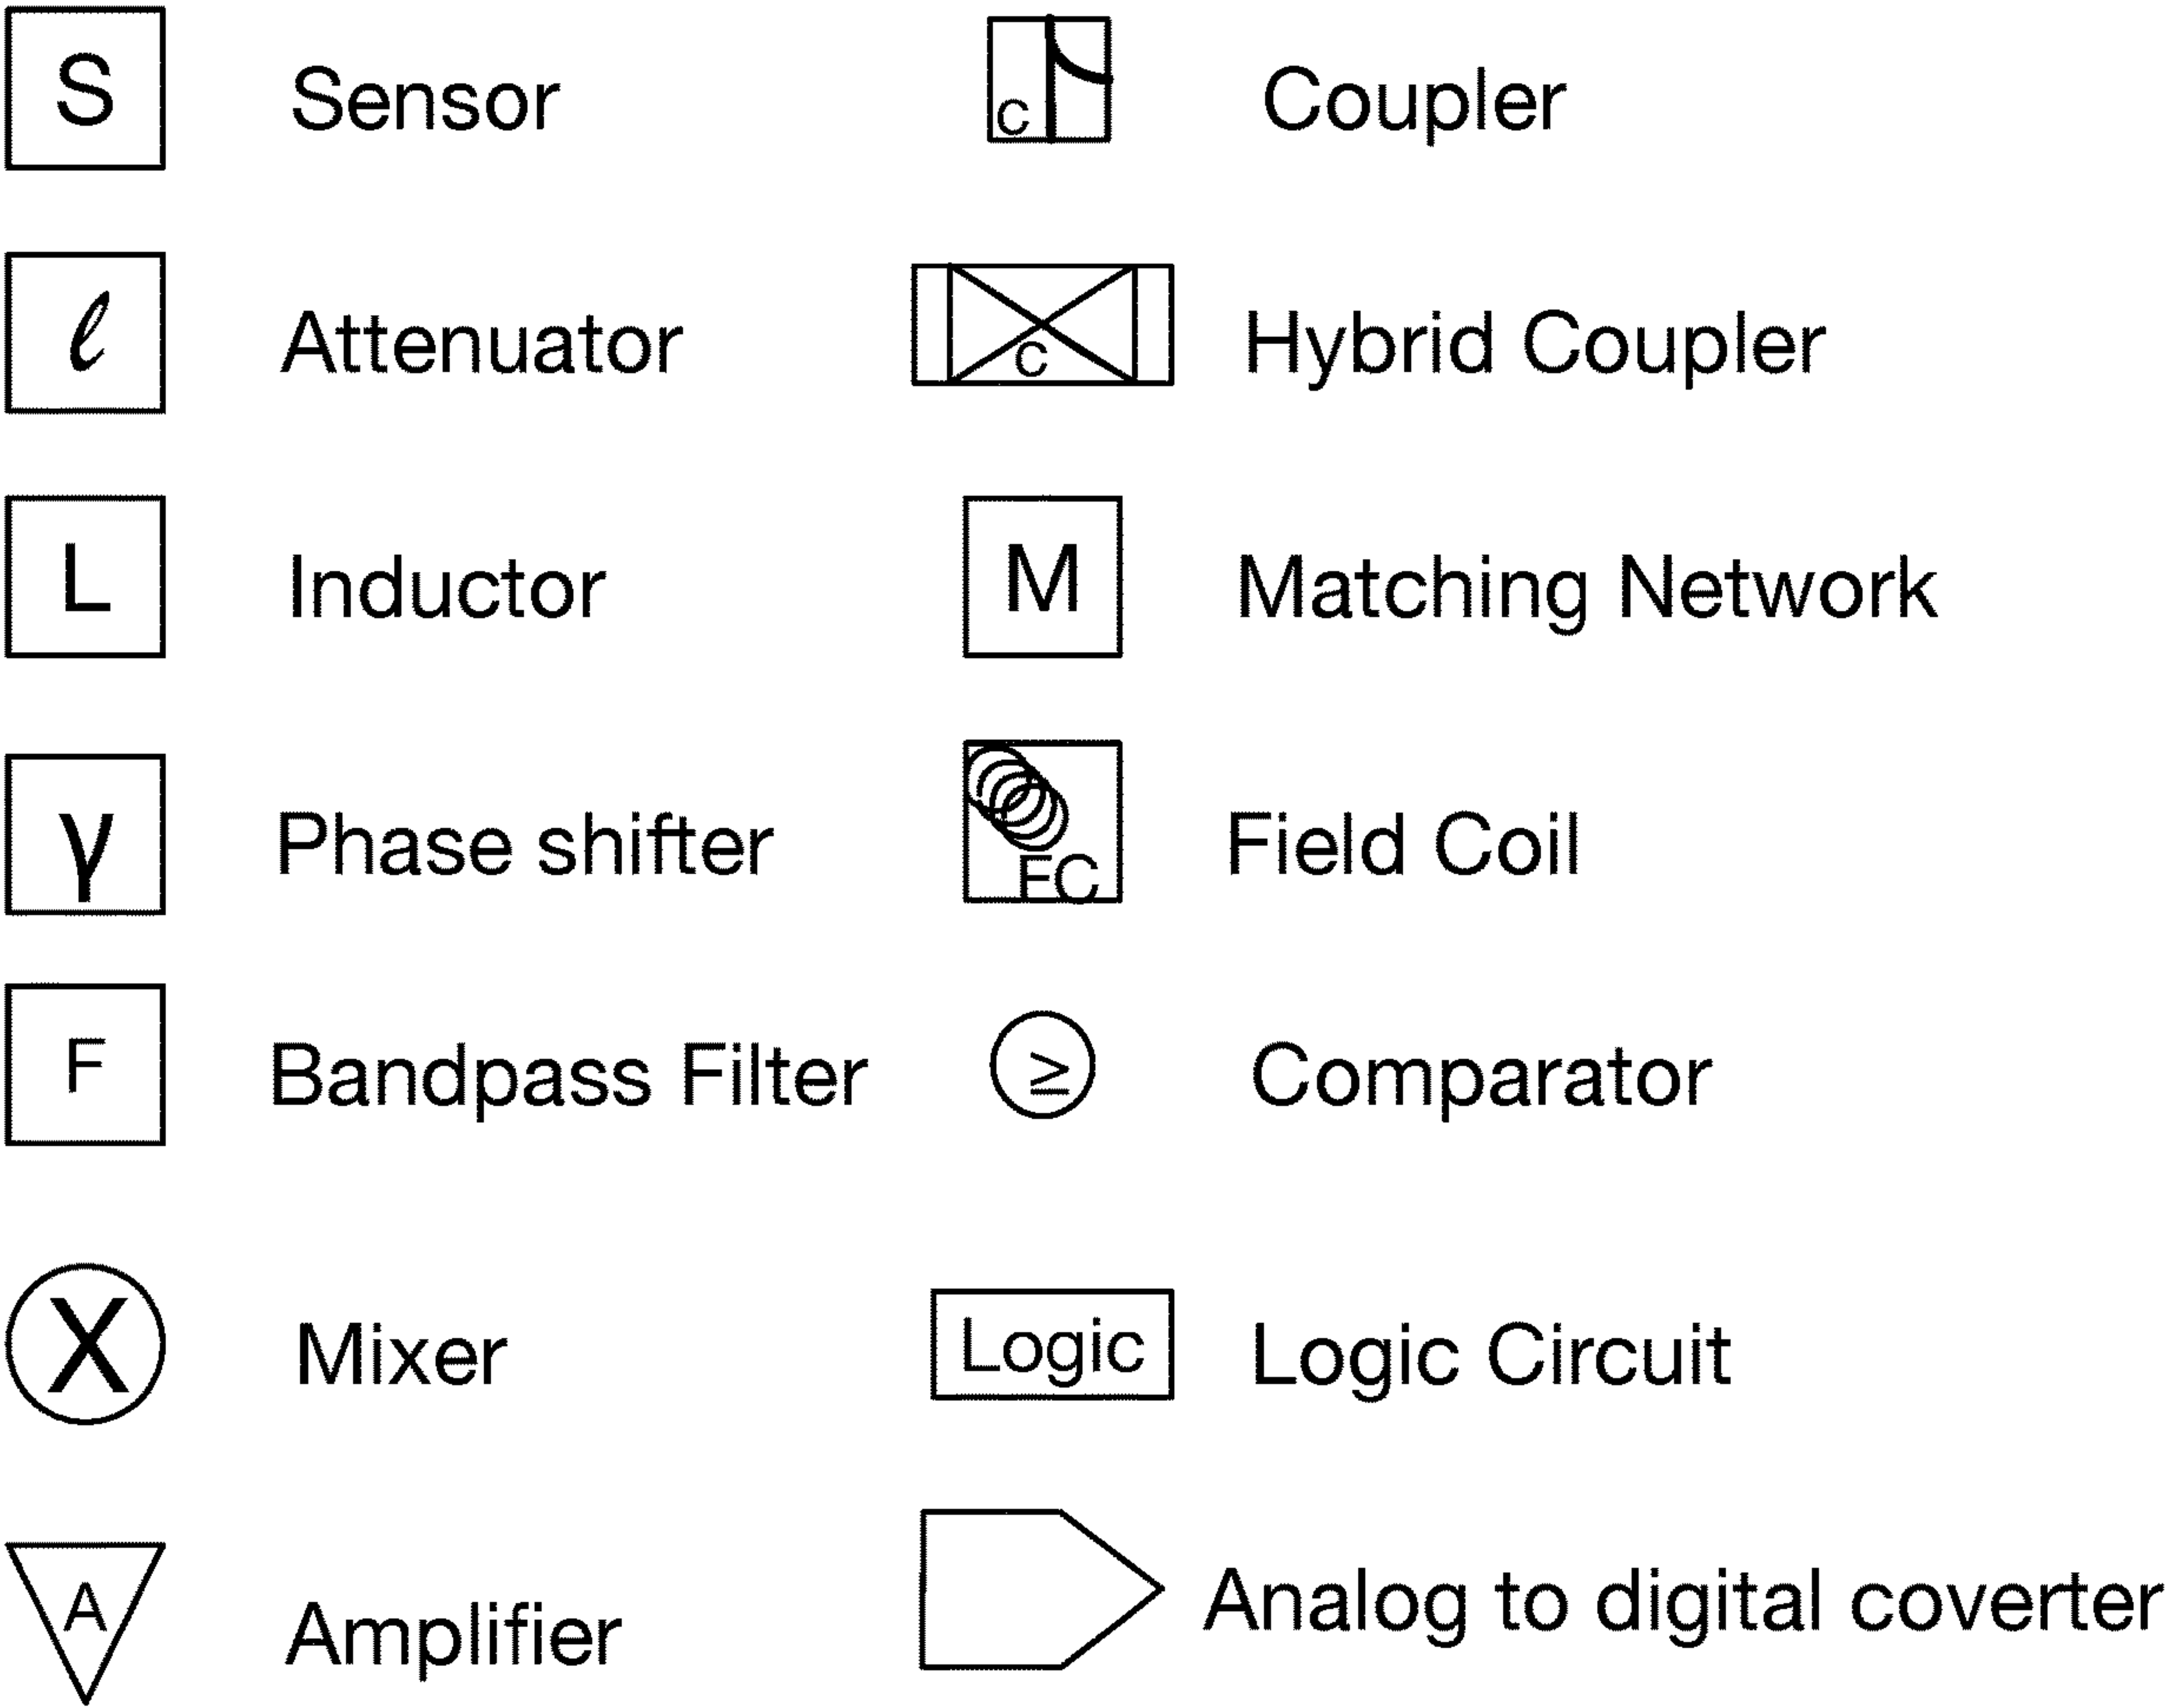 S Sensor
C Coupler
ℓ Attenuator
C Hybrid Coupler
L Inductor
M Matching Network
γ Phase shifter
FC Field Coil
F Bandpass Filter
≥ Comparator
X Mixer
Logic Logic Circuit
A Amplifier
Analog to digital coverter